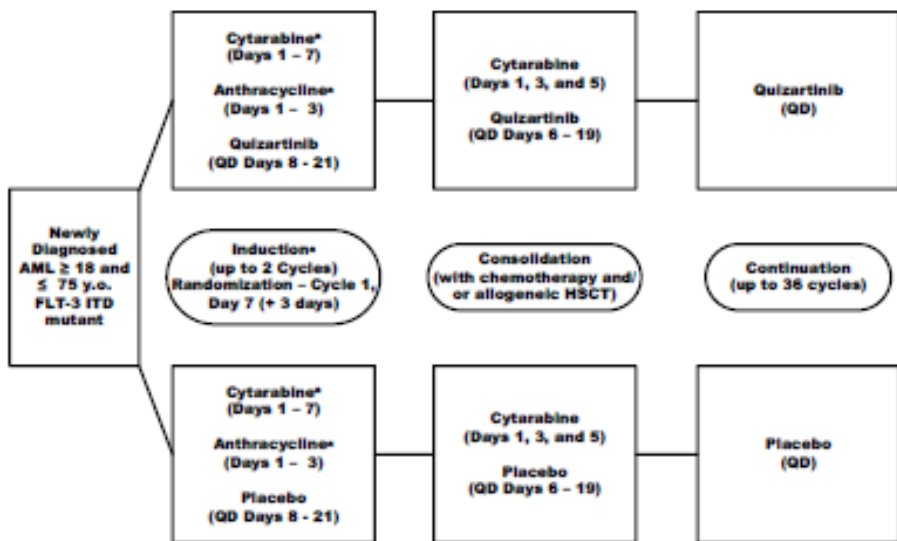 Cytarabine*
(Days 1 – 7)
Anthracycline*
(Days 1 – 3)
Quizartinib
(QD Days 8 - 21)
Cytarabine
(Days 1, 3, and 5)
Quizartinib
(QD Days 6 – 19)
Quizartinib
(QD)
Newly
Diagnosed
AML ≥ 18 and
≤ 75 y.o.
FLT-3 ITD
mutant
Induction*
(up to 2 Cycles)
Randomization – Cycle 1,
Day 7 (+ 3 days)
Consolidation
(with chemotherapy and/
or allogeneic HSCT)
Continuation
(up to 36 cycles)
Cytarabine*
(Days 1 – 7)
Anthracycline*
(Days 1 – 3)
Placebo
(QD Days 8 - 21)
Cytarabine
(Days 1, 3, and 5)
Placebo
(QD Days 6 – 19)
Placebo
(QD)